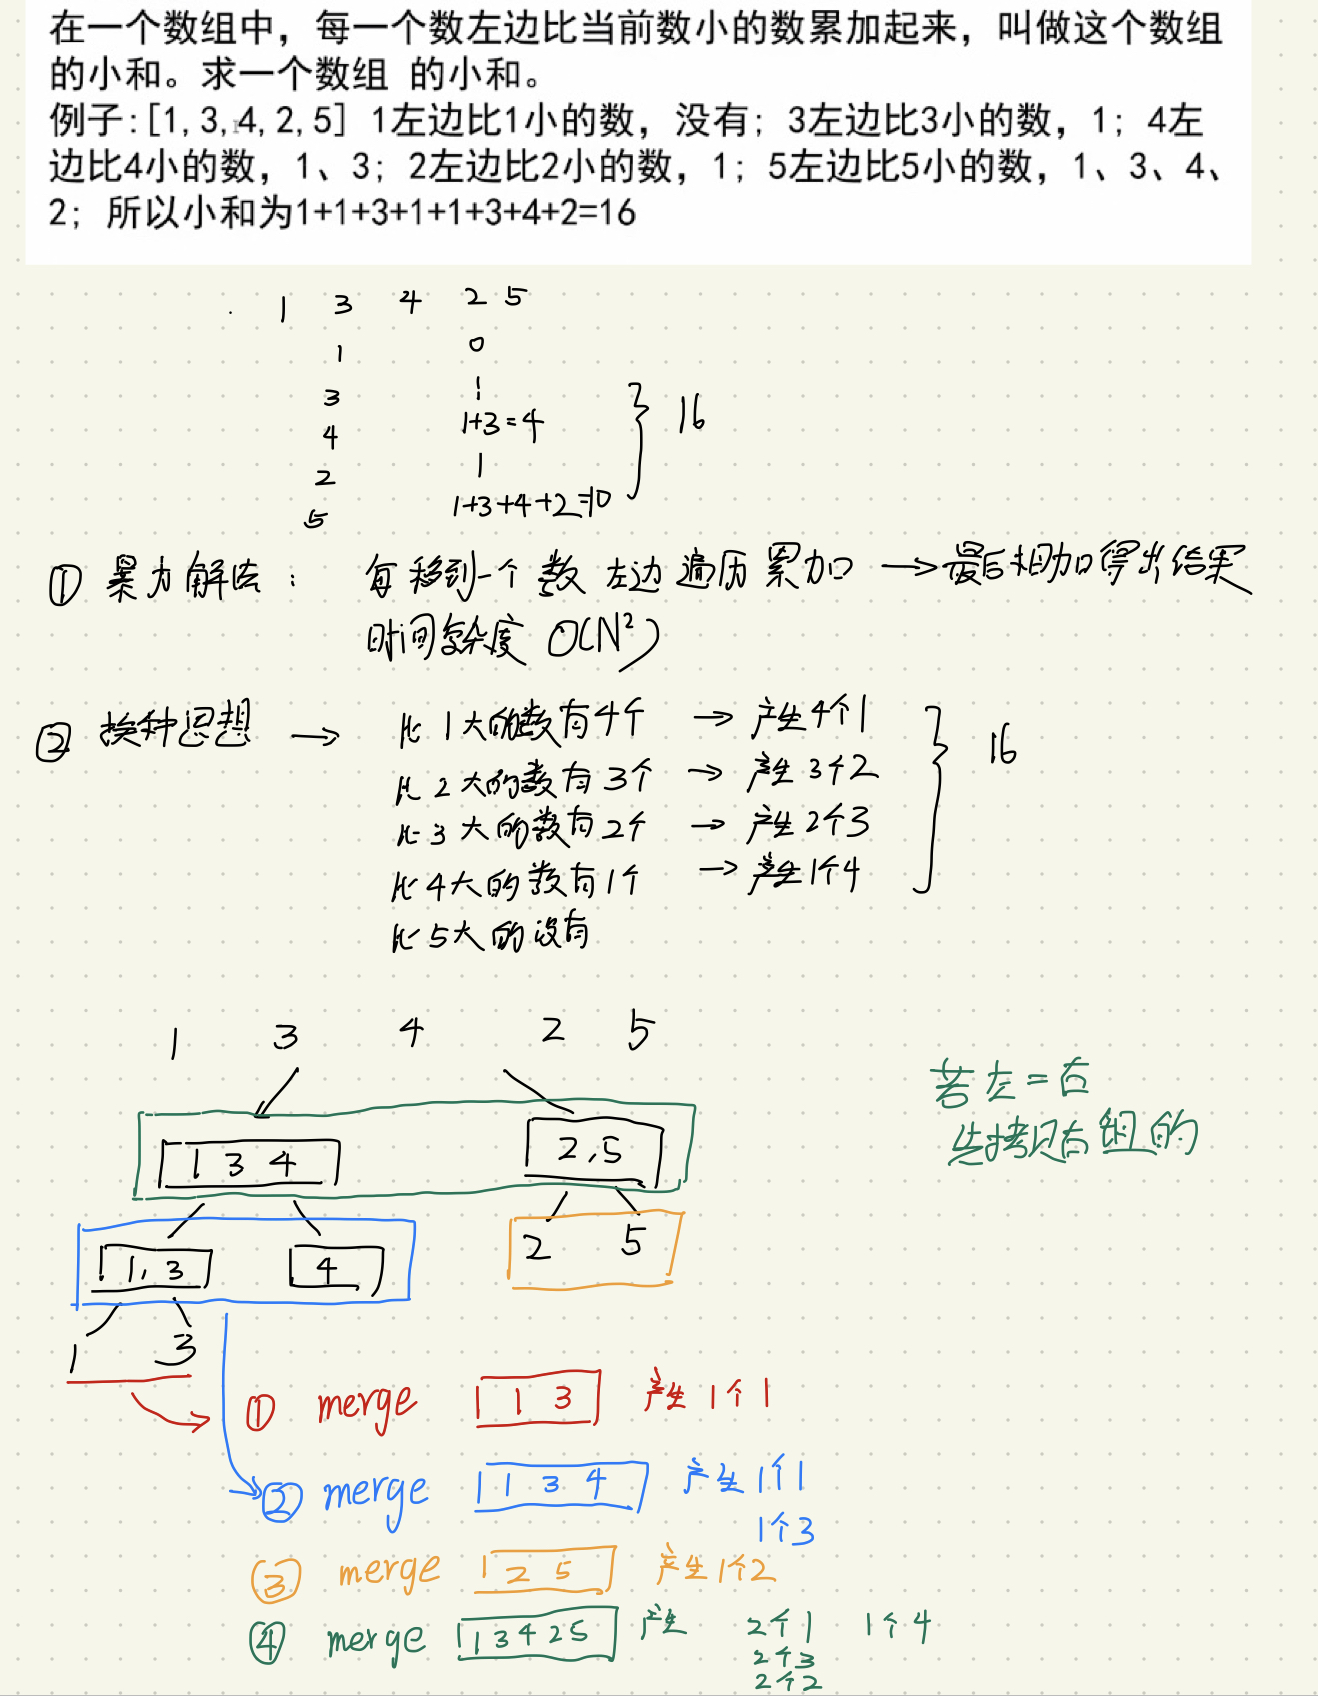 在一个数组中，每一个数左边比当前数小的数累加起来，叫做这个数组
的小和。求一个数组 的小和。
例子:[1,3,4,2,5] 1左边比1小的数，没有; 3左边比3小的数，1; 4左
边比4小的数，1、3; 2左边比2小的数，1; 5左边比5小的数，1、3、4、
2; 所以小和为1+1+3+1+1+3+4+2=16
1 3 4 2 5
1 0
3 1
4 1+3=4
2 1
5 1+3+4+2=10
} 16
① 暴力解法: 每移到一个数 左边遍历累加 → 最后相加得出结果
时间复杂度 O(N²)
② 换种思想 → 比1大的数有4个 → 产生4个1
比2大的数有3个 → 产生3个2
比3大的数有2个 → 产生2个3
比4大的数有1个 → 产生1个4
比5大的没有
} 16
1 3 4 2 5
若左=右
先拷贝右组的
1 3 4 2,5
1,3 4 2 5
1 3
① merge 1 3 产生1个1
② merge 1 3 4 产生1个1
1个3
③ merge 2 5 产生1个2
④ merge 1 3 4 2 5 产生 2个1 1个4
2个3
2个2